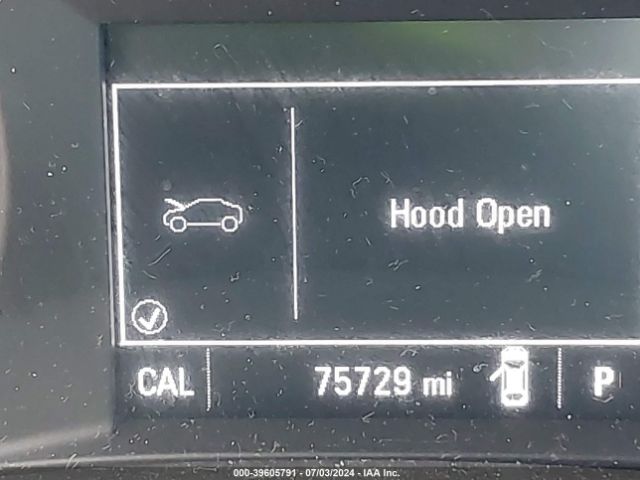 Hood Open
CAL 75729 mi P
000-39605791 - 07/03/2024 - IAA Inc.